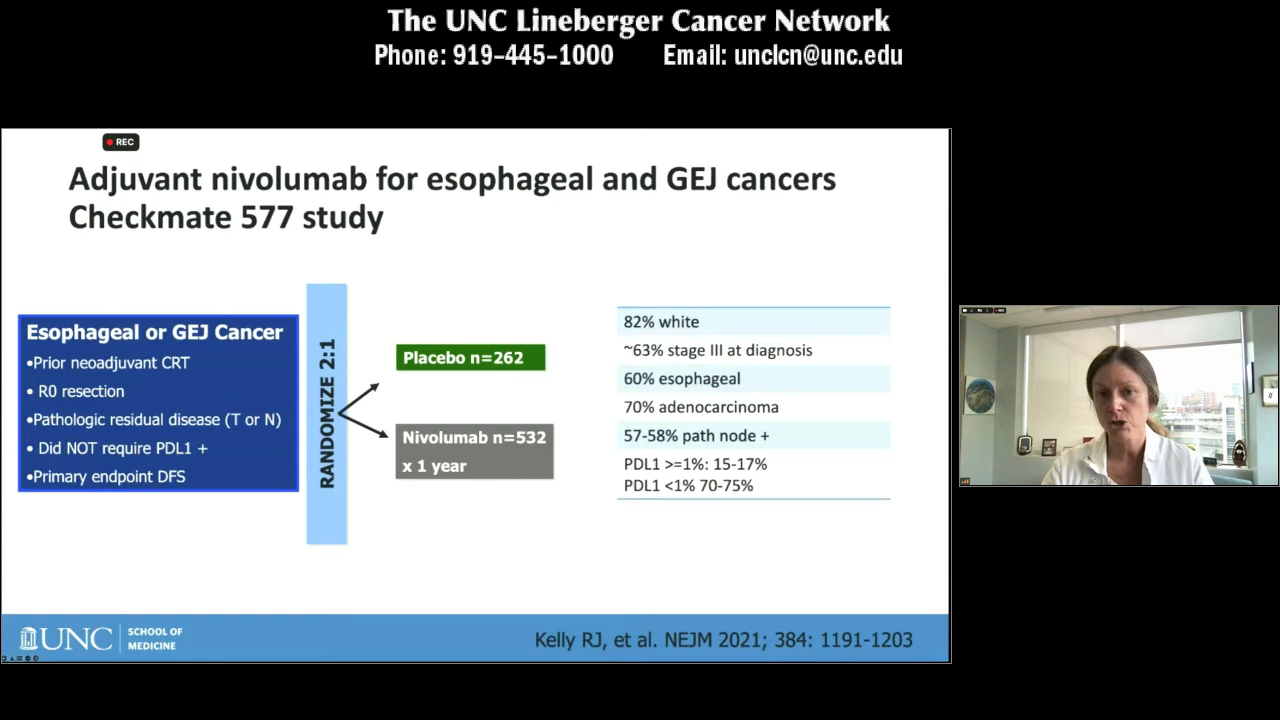 The UNC Lineberger Cancer Network
Phone: 919-445-1000 Email: unclcn@unc.edu
REC
Adjuvant nivolumab for esophageal and GEJ cancers
Checkmate 577 study
Esophageal or GEJ Cancer
•Prior neoadjuvant CRT
• R0 resection
•Pathologic residual disease (T or N)
• Did NOT require PDL1 +
•Primary endpoint DFS
RANDOMIZE 2:1
Placebo n=262
Nivolumab n=532
x 1 year
82% white
~63% stage III at diagnosis
60% esophageal
70% adenocarcinoma
57-58% path node +
PDL1 >=1%: 15-17%
PDL1 <1% 70-75%
UNC
SCHOOL OF
MEDICINE
Kelly RJ, et al. NEJM 2021; 384: 1191-1203